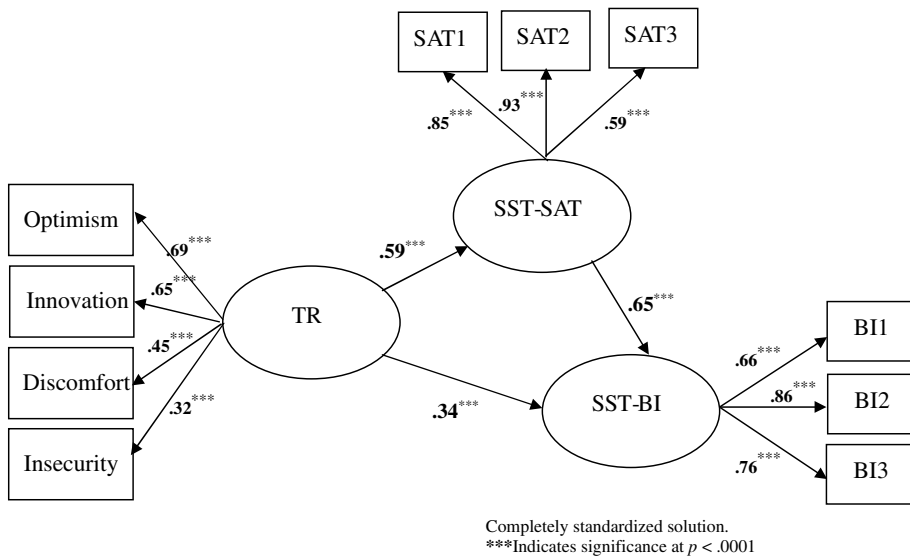 SAT1
SAT2
SAT3
.85***
.93***
.59***
SST-SAT
Optimism
Innovation
Discomfort
Insecurity
.69***
.65***
.45***
.32***
TR
.59***
.65***
.34***
SST-BI
.66***
.86***
.76***
BI1
BI2
BI3
Completely standardized solution.
***Indicates significance at p < .0001